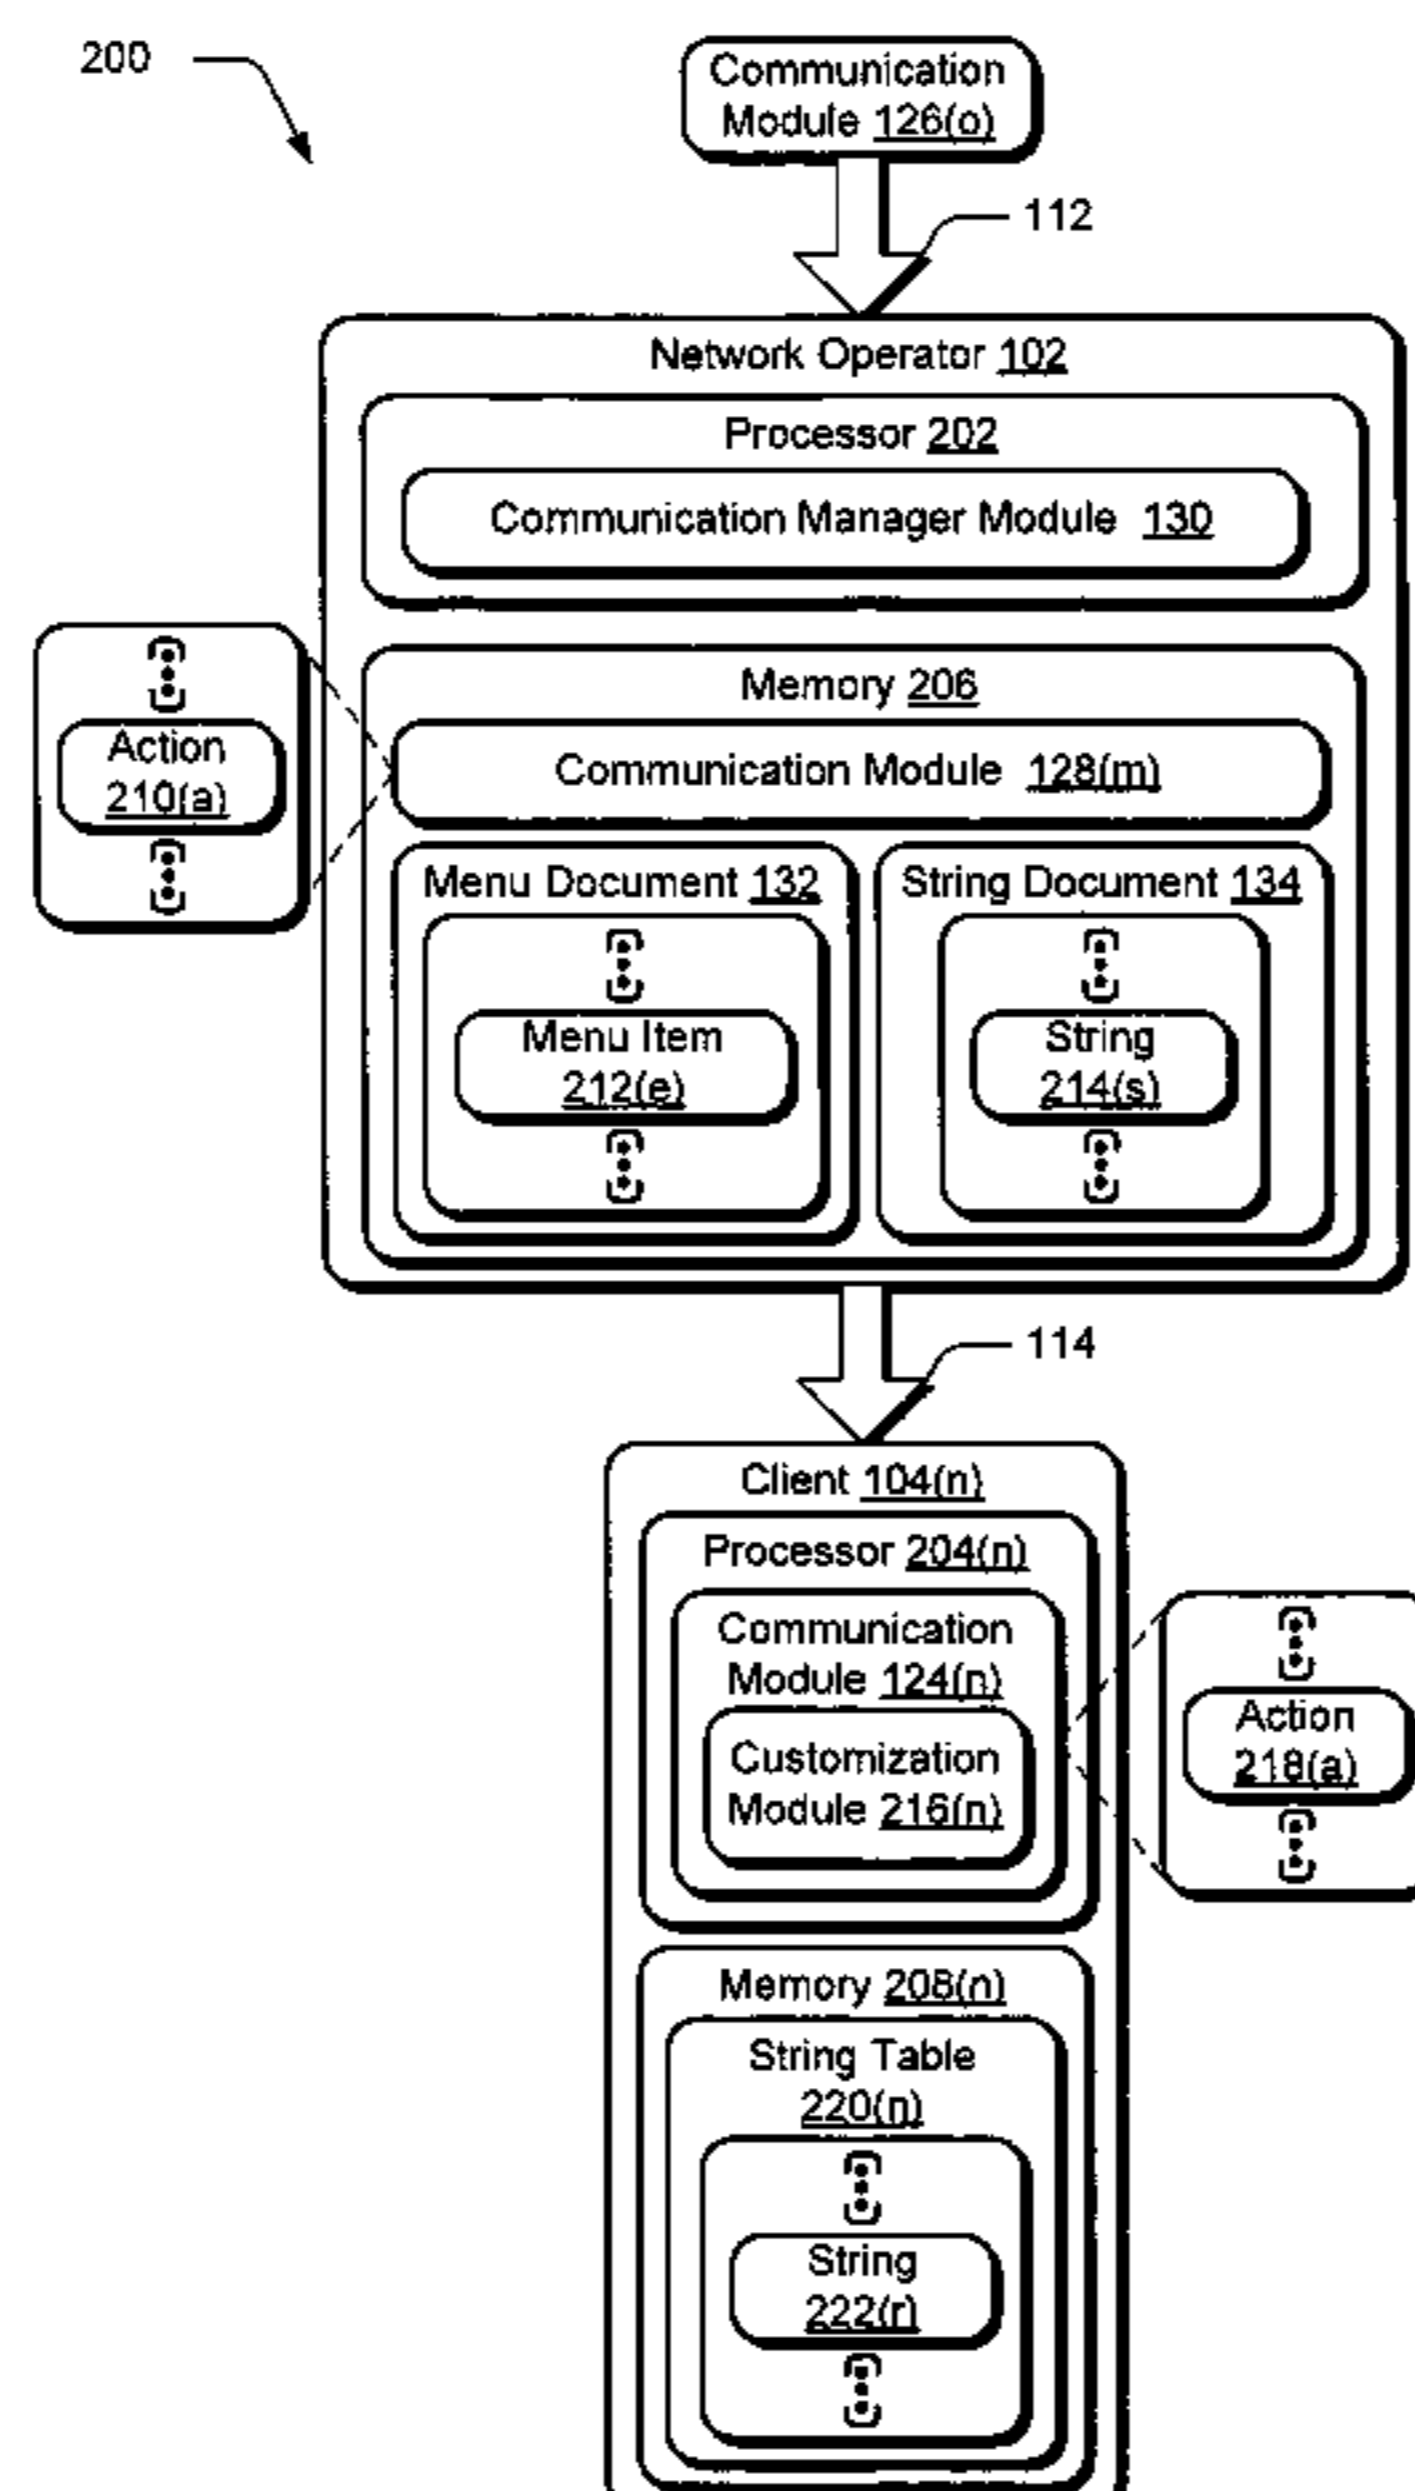 200
Communication
Module 126(o)
112
Network Operator 102
Processor 202
Communication Manager Module 130
Memory 206
Communication Module 128(m)
Action
210(a)
Menu Document 132
String Document 134
Menu Item
212(e)
String
214(s)
114
Client 104(n)
Processor 204(n)
Communication
Module 124(n)
Customization
Module 216(n)
Action
218(a)
Memory 208(n)
String Table
220(n)
String
222(r)